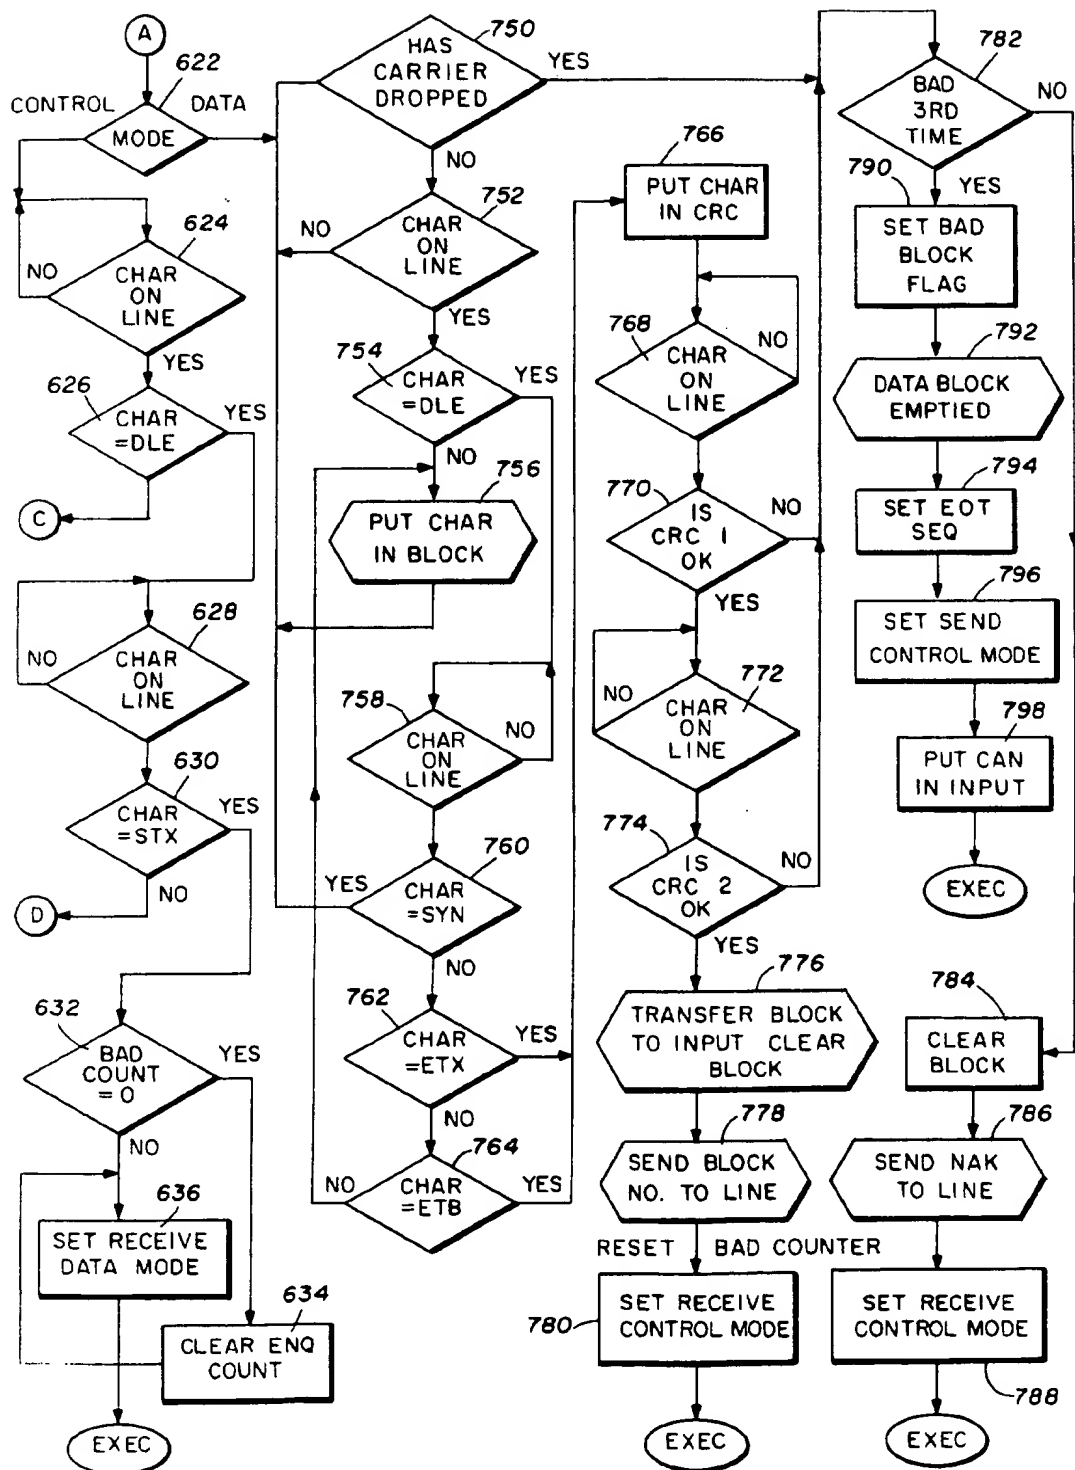 A
622
CONTROL
DATA
MODE
624
NO
CHAR
ON
LINE
YES
626
CHAR
=DLE
YES
C
628
NO
CHAR
ON
LINE
630
CHAR
=STX
YES
NO
D
632
BAD
COUNT
=0
YES
NO
636
SET RECEIVE
DATA MODE
634
CLEAR ENQ
COUNT
EXEC
750
HAS
CARRIER
DROPPED
YES
NO
752
NO
CHAR
ON
LINE
YES
754
CHAR
=DLE
YES
NO
756
PUT CHAR
IN BLOCK
758
CHAR
ON
LINE
NO
760
YES
CHAR
=SYN
NO
762
CHAR
=ETX
YES
NO
764
NO
CHAR
=ETB
YES
766
PUT CHAR
IN CRC
768
CHAR
ON
LINE
NO
770
IS
CRC 1
OK
NO
YES
772
NO
CHAR
ON
LINE
774
IS
CRC 2
OK
NO
YES
776
TRANSFER BLOCK
TO INPUT CLEAR
BLOCK
778
SEND BLOCK
NO. TO LINE
RESET BAD COUNTER
780
SET RECEIVE
CONTROL MODE
EXEC
782
BAD
3RD
TIME
NO
YES
790
SET BAD
BLOCK
FLAG
792
DATA BLOCK
EMPTIED
794
SET EOT
SEQ
796
SET SEND
CONTROL MODE
798
PUT CAN
IN INPUT
EXEC
784
CLEAR
BLOCK
786
SEND NAK
TO LINE
SET RECEIVE
CONTROL MODE
788
EXEC